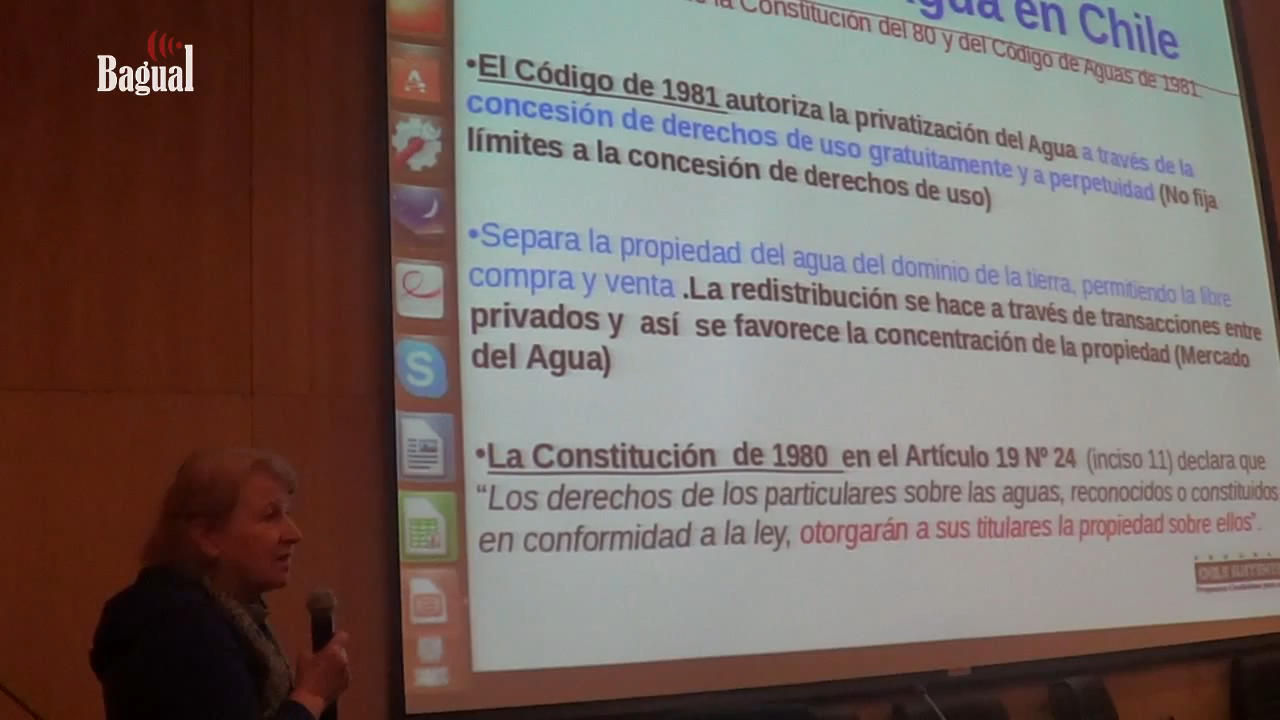 Bagual
en Chile
la Constitución del 80 y del Código de Aguas de 1981
•El Código de 1981 autoriza la privatización del Agua a través de la
concesión de derechos de uso gratuitamente y a perpetuidad (No fija
límites a la concesión de derechos de uso)
•Separa la propiedad del agua del dominio de la tierra, permitiendo la libre
compra y venta .La redistribución se hace a través de transacciones entre
privados y así se favorece la concentración de la propiedad (Mercado
del Agua)
•La Constitución de 1980 en el Artículo 19 Nº 24 (inciso 11) declara que
“Los derechos de los particulares sobre las aguas, reconocidos o constituidos
en conformidad a la ley, otorgarán a sus titulares la propiedad sobre ellos”.